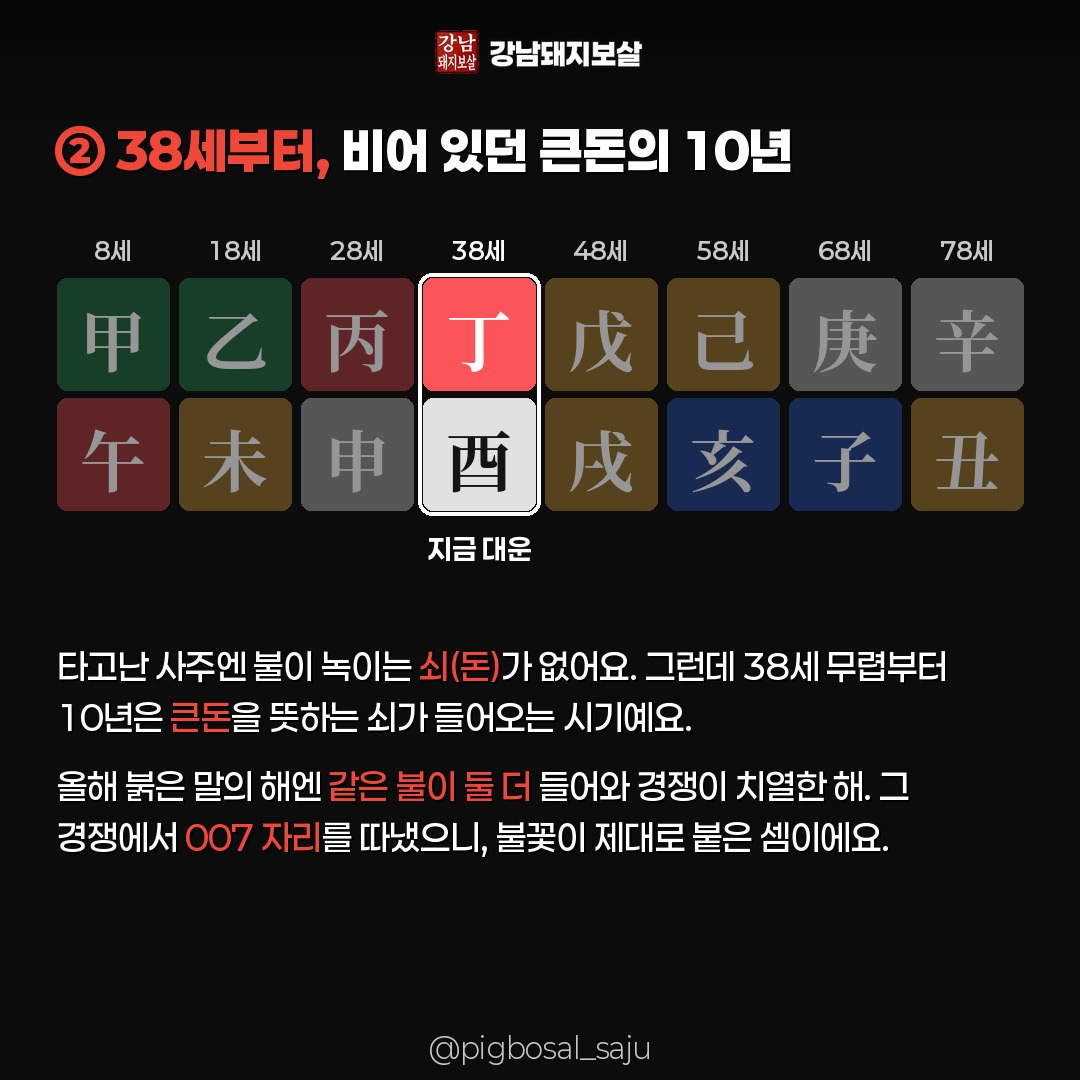 강남
돼지보살
강남돼지보살
② 38세부터, 비어 있던 큰돈의 10년
8세 18세 28세 38세 48세 58세 68세 78세
甲 乙 丙 丁 戊 己 庚 辛
午 未 申 酉 戌 亥 子 丑
지금 대운
타고난 사주엔 불이 녹이는 쇠(돈)가 없어요. 그런데 38세 무렵부터
10년은 큰돈을 뜻하는 쇠가 들어오는 시기예요.
올해 붉은 말의 해엔 같은 불이 둘 더 들어와 경쟁이 치열한 해. 그
경쟁에서 007 자리를 따냈으니, 불꽃이 제대로 붙은 셈이에요.
@pigbosal_saju